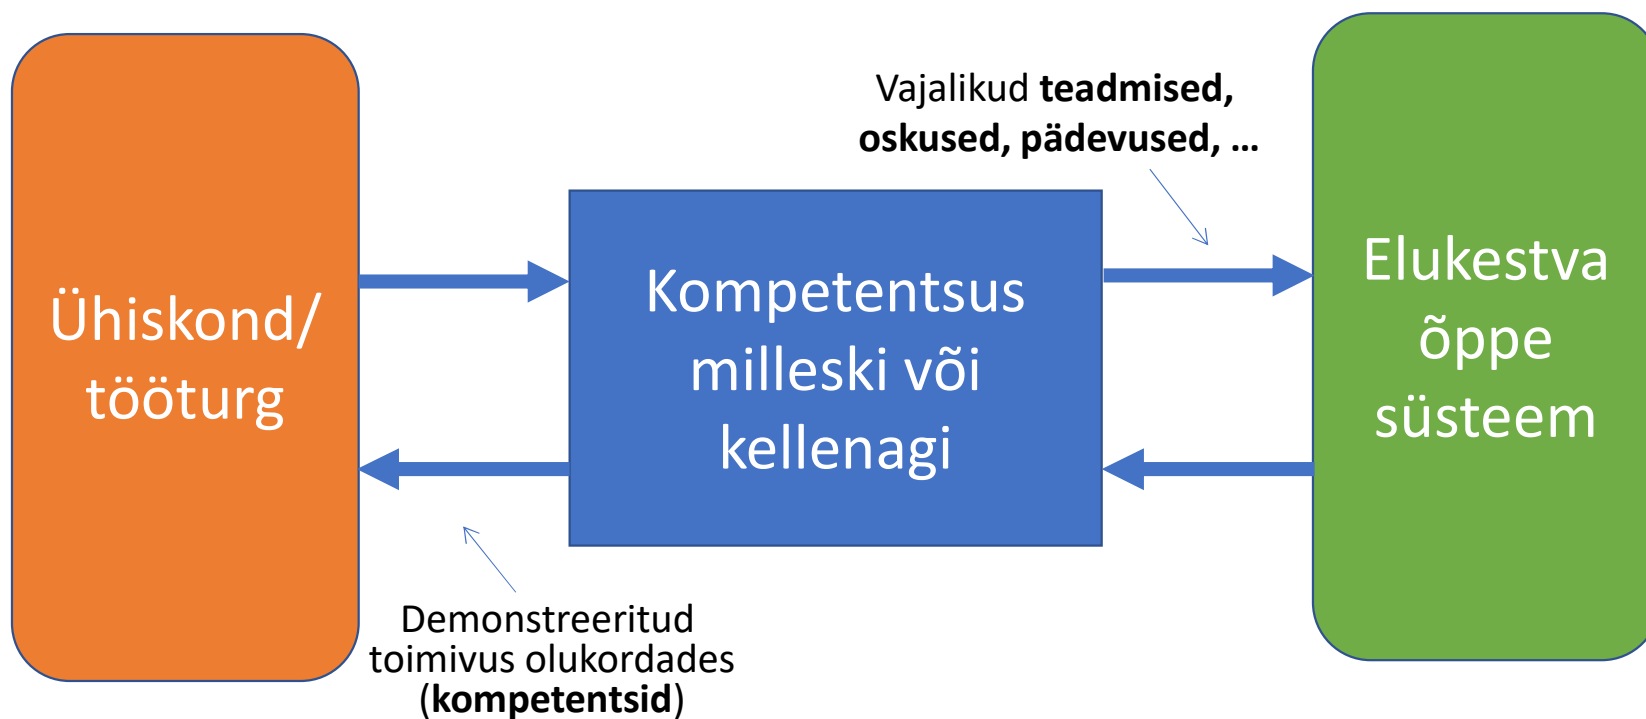 Ühiskond/
tööturg
Kompetentsus
milleski või
kellenagi
Vajalikud teadmised,
oskused, pädevused, ...
Elukestva
õppe
süsteem
Demonstreeritud
toimivus olukordades
(kompetentsid)